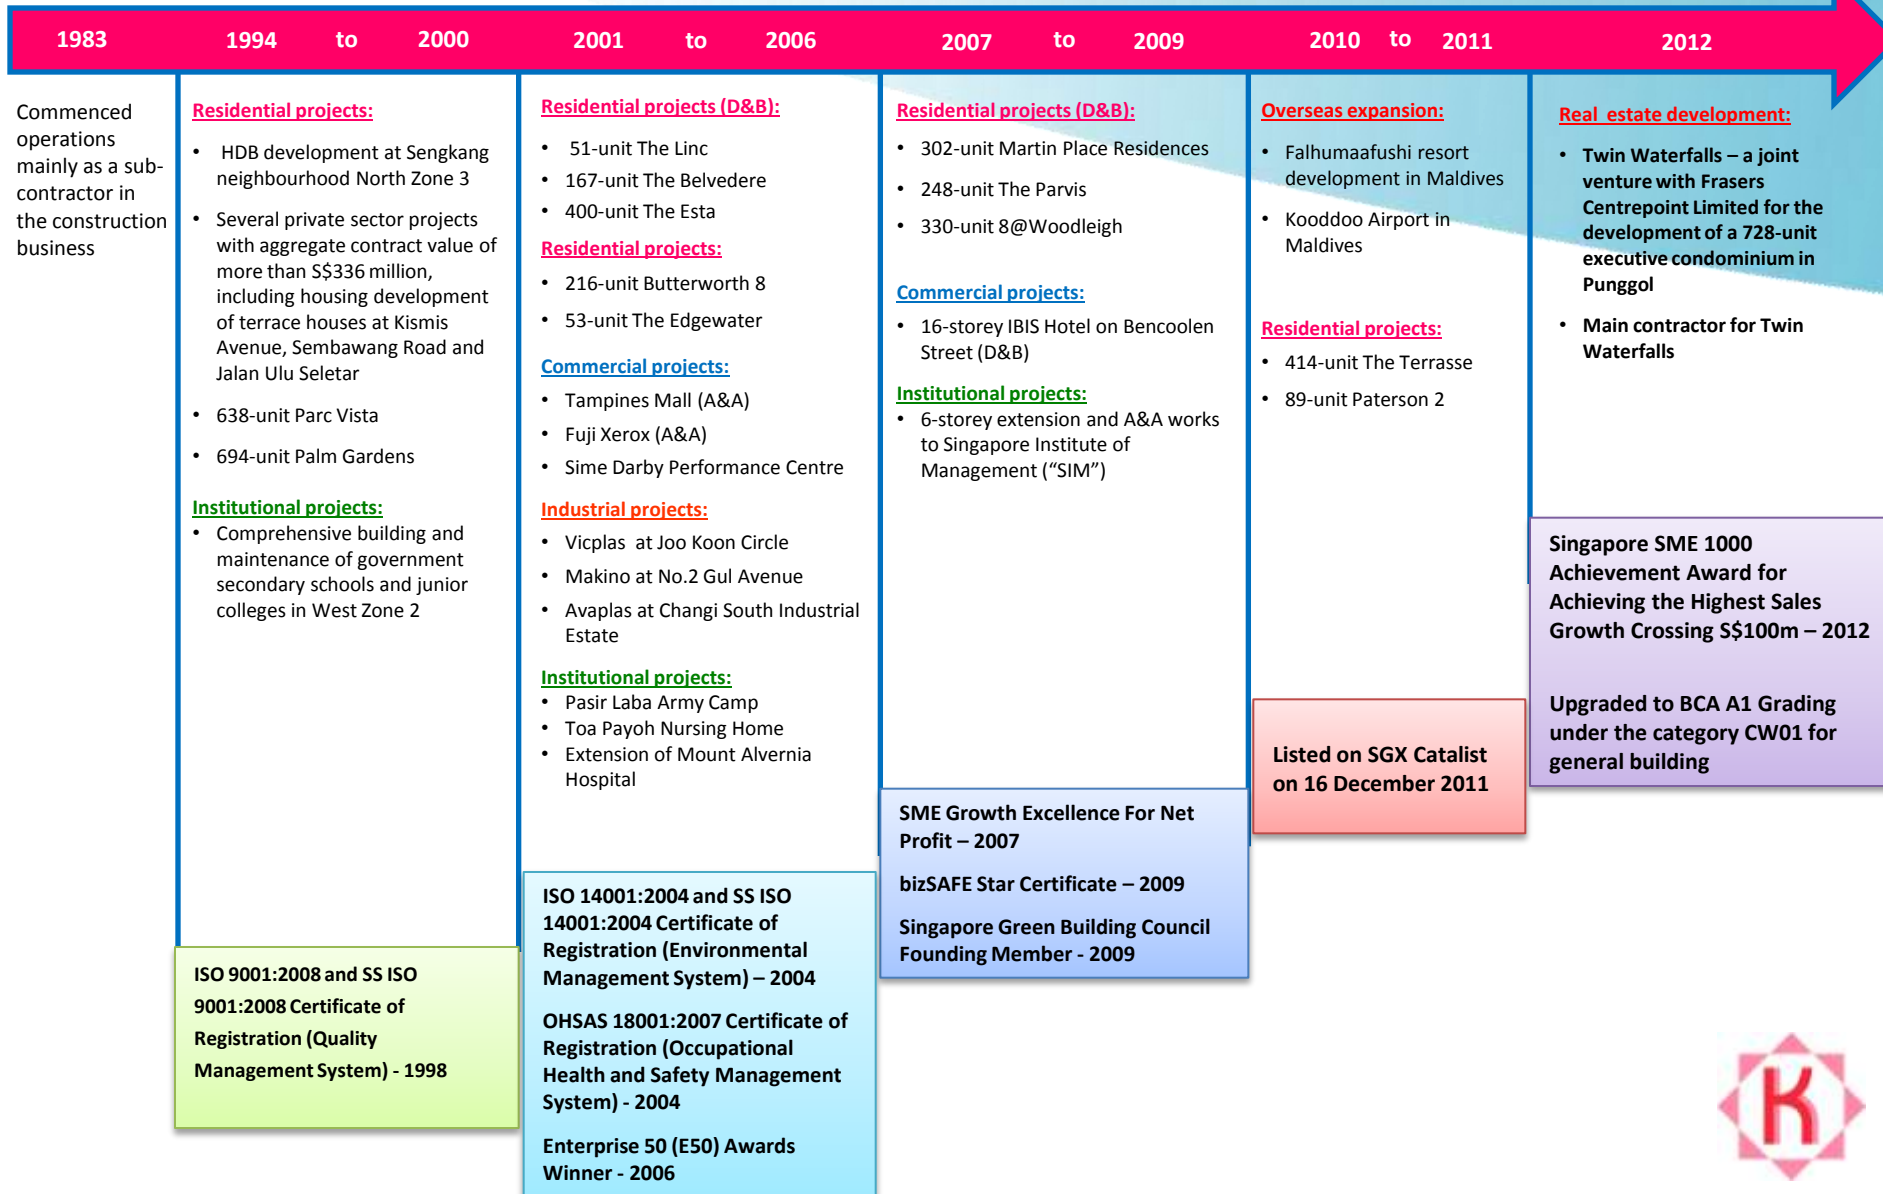 1983
1994 to 2000
2001 to 2006
2007 to 2009
2010 to 2011
2012
Commenced
operations
mainly as a sub-
contractor in
the construction
business
Residential projects:
• HDB development at Sengkang
neighbourhood North Zone 3
• Several private sector projects
with aggregate contract value of
more than S$336 million,
including housing development
of terrace houses at Kismis
Avenue, Sembawang Road and
Jalan Ulu Seletar
• 638-unit Parc Vista
• 694-unit Palm Gardens
Institutional projects:
• Comprehensive building and
maintenance of government
secondary schools and junior
colleges in West Zone 2
ISO 9001:2008 and SS ISO
9001:2008 Certificate of
Registration (Quality
Management System) - 1998
Residential projects (D&B):
• 51-unit The Linc
• 167-unit The Belvedere
• 400-unit The Esta
Residential projects:
• 216-unit Butterworth 8
• 53-unit The Edgewater
Commercial projects:
• Tampines Mall (A&A)
• Fuji Xerox (A&A)
• Sime Darby Performance Centre
Industrial projects:
• Vicplas at Joo Koon Circle
• Makino at No.2 Gul Avenue
• Avaplas at Changi South Industrial
Estate
Institutional projects:
• Pasir Laba Army Camp
• Toa Payoh Nursing Home
• Extension of Mount Alvernia
Hospital
ISO 14001:2004 and SS ISO
14001:2004 Certificate of
Registration (Environmental
Management System) – 2004
OHSAS 18001:2007 Certificate of
Registration (Occupational
Health and Safety Management
System) - 2004
Enterprise 50 (E50) Awards
Winner - 2006
Residential projects (D&B):
• 302-unit Martin Place Residences
• 248-unit The Parvis
• 330-unit 8@Woodleigh
Commercial projects:
• 16-storey IBIS Hotel on Bencoolen
Street (D&B)
Institutional projects:
• 6-storey extension and A&A works
to Singapore Institute of
Management (“SIM”)
SME Growth Excellence For Net
Profit – 2007
bizSAFE Star Certificate – 2009
Singapore Green Building Council
Founding Member - 2009
Overseas expansion:
• Falhumaafushi resort
development in Maldives
• Kooddoo Airport in
Maldives
Residential projects:
• 414-unit The Terrasse
• 89-unit Paterson 2
Listed on SGX Catalist
on 16 December 2011
Real estate development:
• Twin Waterfalls – a joint
venture with Frasers
Centrepoint Limited for the
development of a 728-unit
executive condominium in
Punggol
• Main contractor for Twin
Waterfalls
Singapore SME 1000
Achievement Award for
Achieving the Highest Sales
Growth Crossing S$100m – 2012
Upgraded to BCA A1 Grading
under the category CW01 for
general building
K